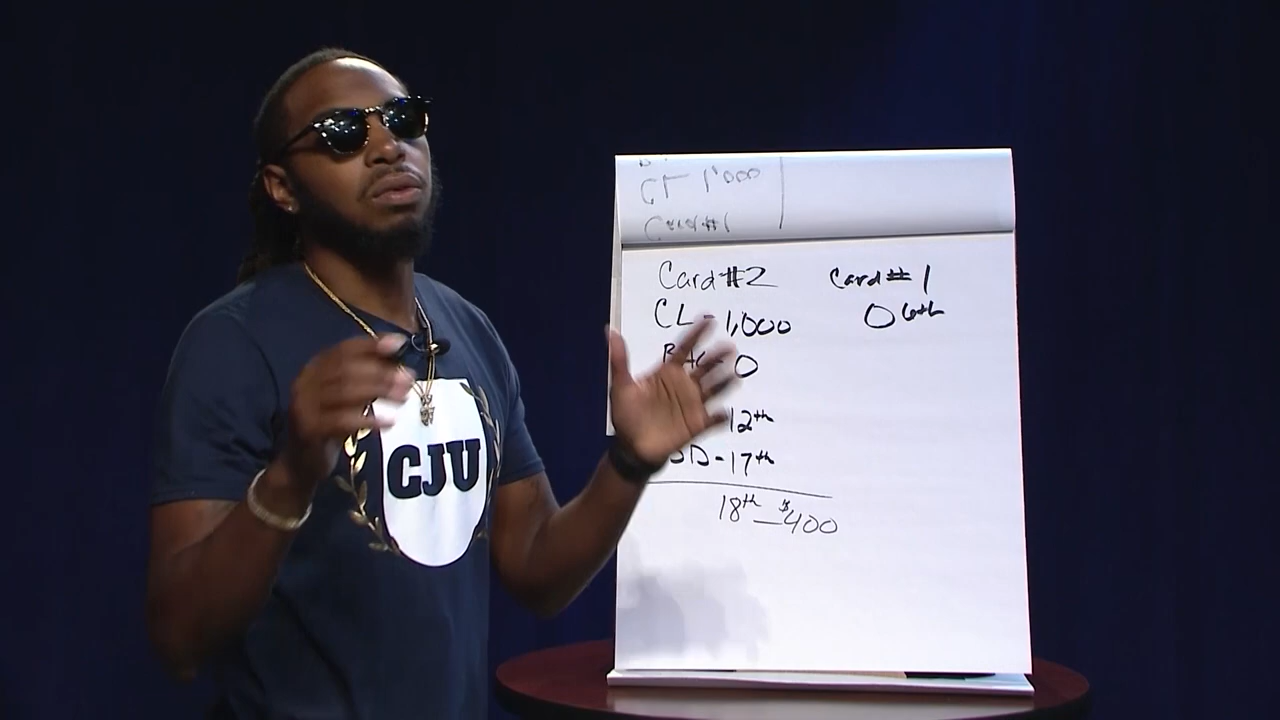 CL 1,000
Card #1
Card #2
CL - 1,000
0
12th
D - 17th
18th - $400
Card # 1
0 6th
CJU